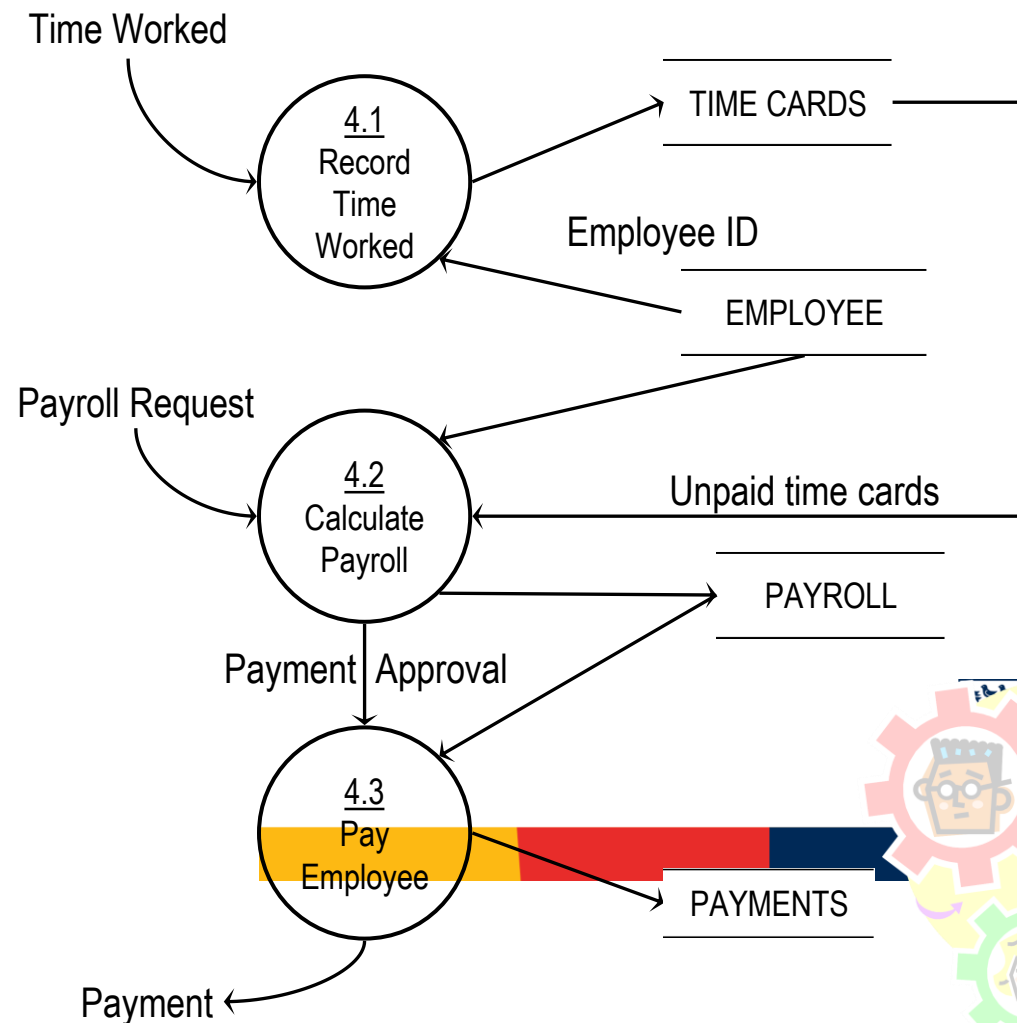 Time Worked
TIME CARDS
4.1
Record
Time
Worked
Employee ID
EMPLOYEE
Payroll Request
4.2
Calculate
Payroll
Unpaid time cards
PAYROLL
Payment Approval
4.3
Pay
Employee
PAYMENTS
Payment